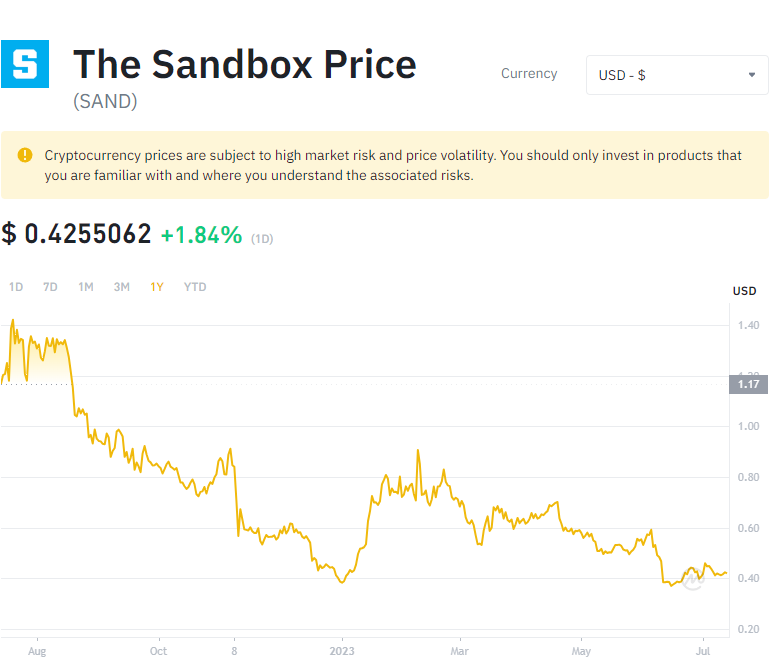 S
The Sandbox Price
(SAND)
Currency
USD - $
Cryptocurrency prices are subject to high market risk and price volatility. You should only invest in products that
you are familiar with and where you understand the associated risks.
$ 0.4255062 +1.84% (1D)
1D 7D 1M 3M 1Y YTD
USD
1.40
1.17
1.00
0.80
0.60
0.40
0.20
Aug Oct 8 2023 Mar May Jul